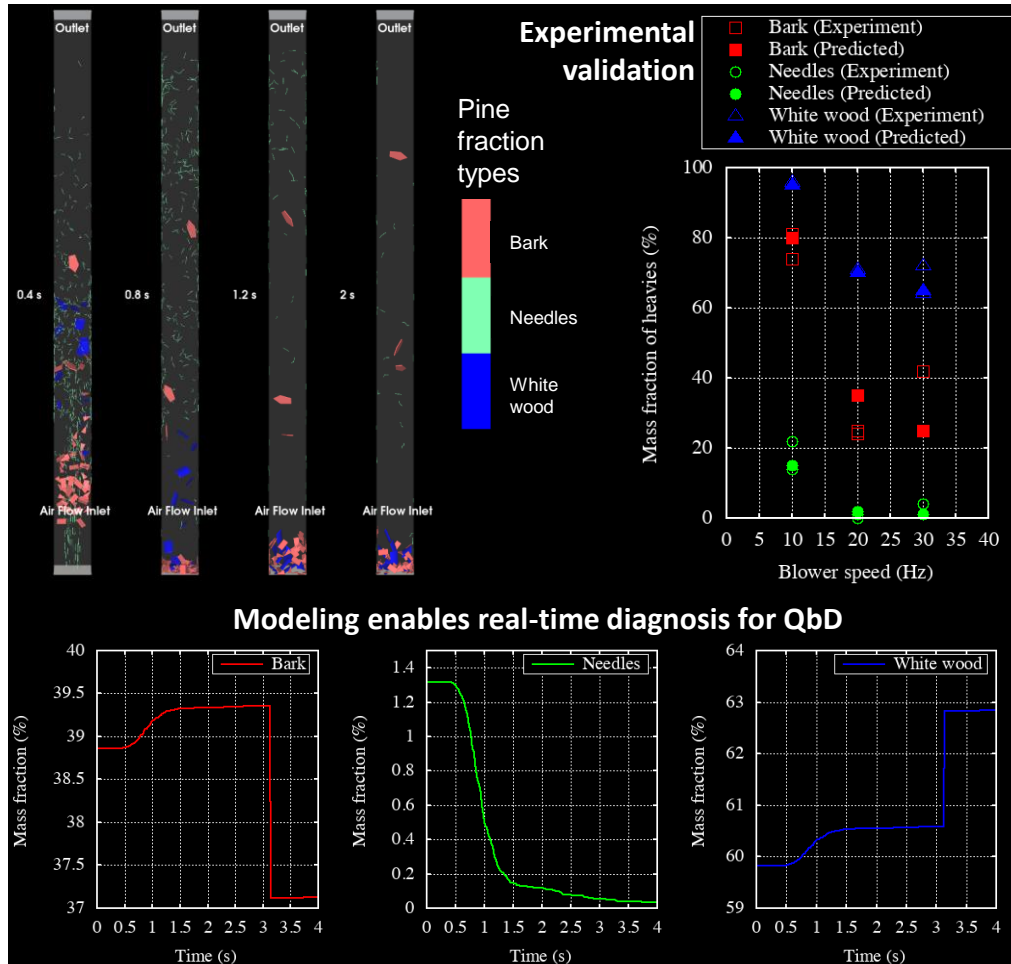 Outlet
Outlet
Outlet
Outlet
0.4 s
0.8 s
1.2 s
2 s
Air Flow Inlet
Air Flow Inlet
Air Flow Inlet
Air Flow Inlet
Pine
fraction
types
Bark
Needles
White
wood
Experimental
validation
Bark (Experiment)
Bark (Predicted)
Needles (Experiment)
Needles (Predicted)
White wood (Experiment)
White wood (Predicted)
Mass fraction of heavies (%)
100
80
60
40
20
0
0 5 10 15 20 25 30 35 40
Blower speed (Hz)
Modeling enables real-time diagnosis for QbD
Bark
Mass fraction (%)
40
39.5
39
38.5
38
37.5
37
0 0.5 1 1.5 2 2.5 3 3.5 4
Time (s)
Needles
Mass fraction (%)
1.4
1.2
1
0.8
0.6
0.4
0.2
0
0 0.5 1 1.5 2 2.5 3 3.5 4
Time (s)
White wood
Mass fraction (%)
64
63
62
61
60
59
0 0.5 1 1.5 2 2.5 3 3.5 4
Time (s)